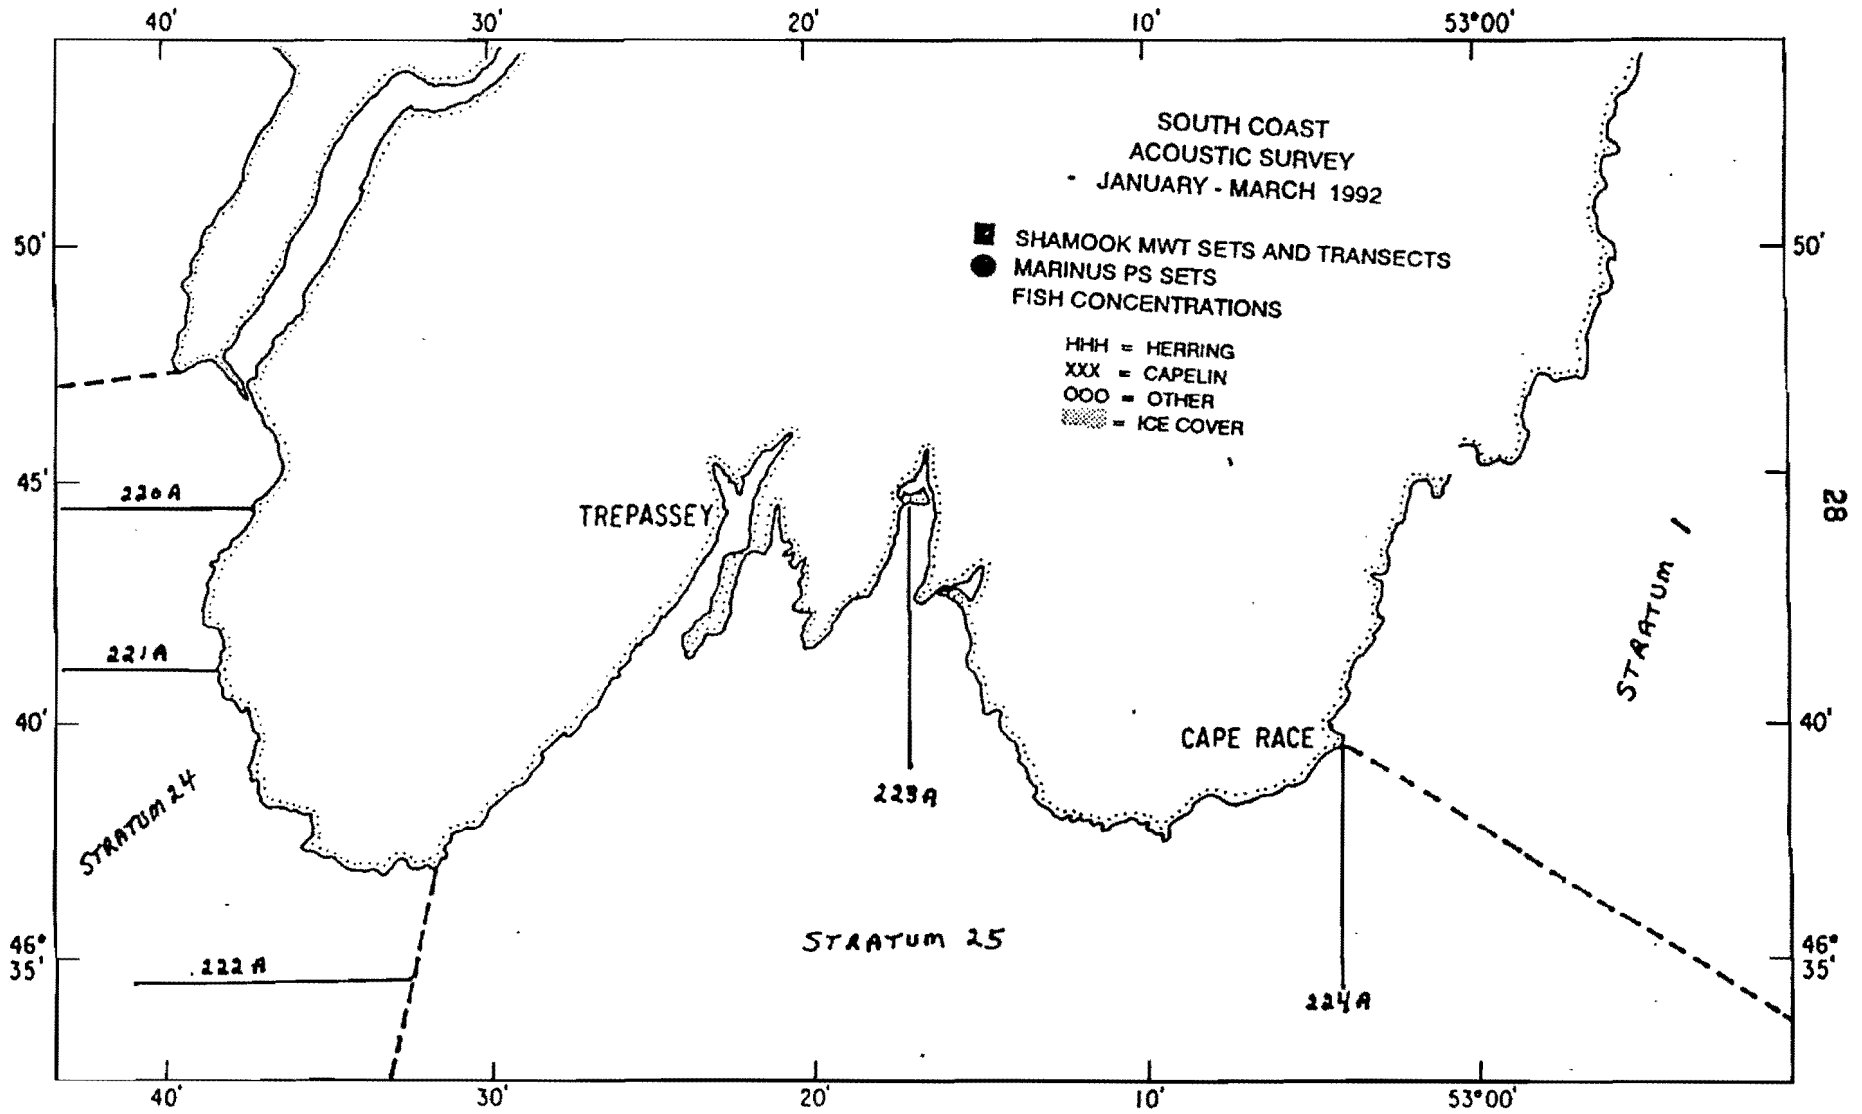 40' 30' 20' 10' 53°00'
SOUTH COAST
ACOUSTIC SURVEY
- JANUARY - MARCH 1992
50' 50'
SHAMOOK MWT SETS AND TRANSECTS
MARINUS PS SETS
FISH CONCENTRATIONS
HHH = HERRING
XXX = CAPELIN
OOO = OTHER
= ICE COVER
45'
220A
TREPASSEY
28
STRATUM 1
221A
40' 40'
CAPE RACE
STRATUM 24
223A
STRATUM 25
46° 46°
35' 35'
222A
224A
40' 30' 20' 10' 53°00'